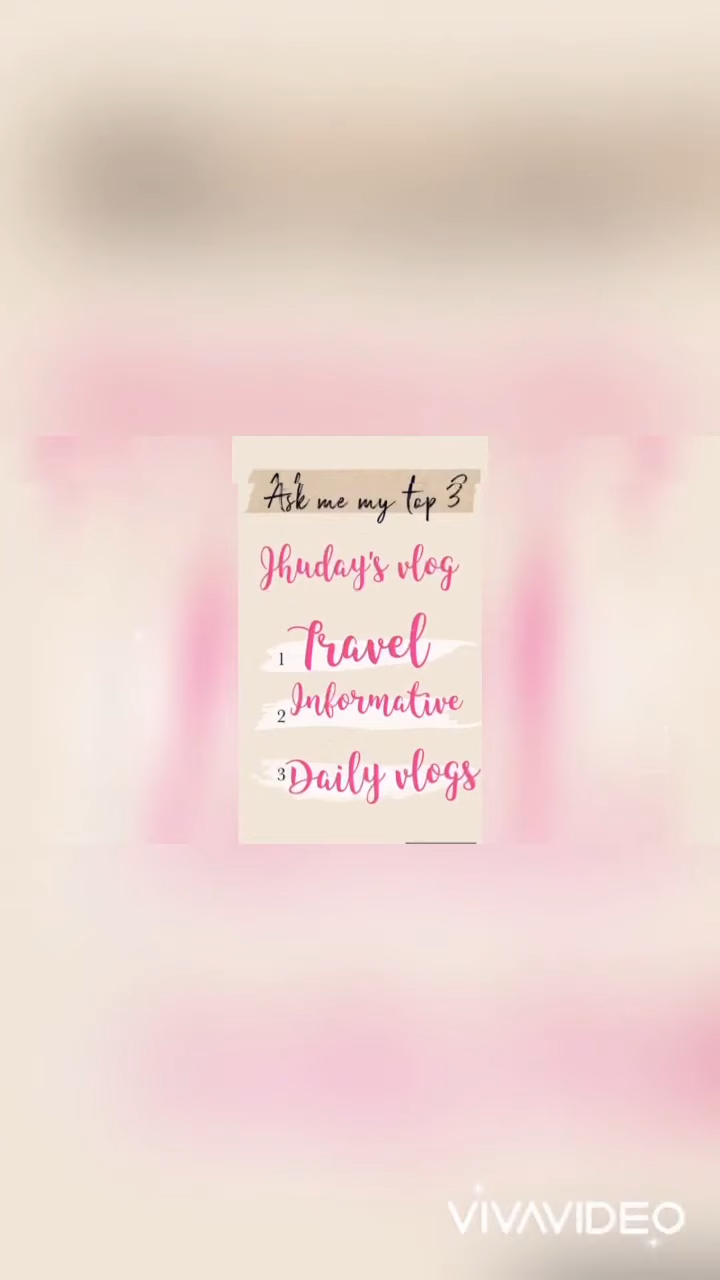 Ask me my top 3
Jhuday's vlog
1 Travel
2 Informative
3 Daily vlogs
VIVAVIDEO